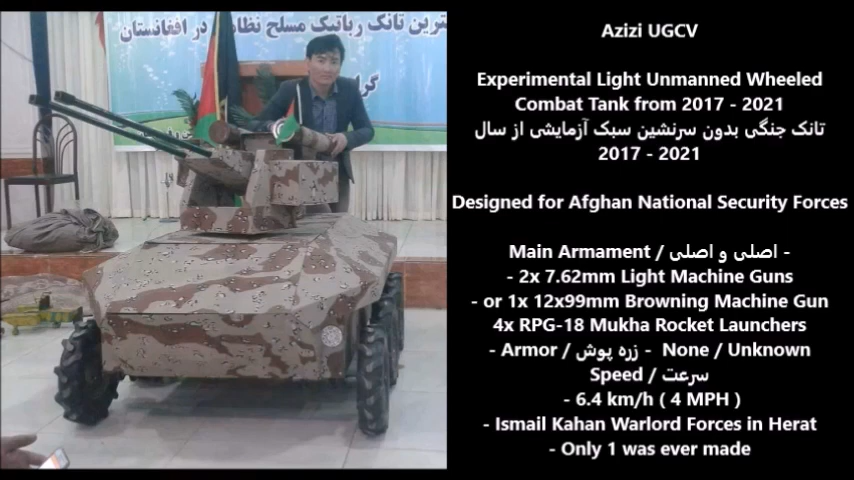 ترین تانک رباتیک مسلح نظامی در افغانستان
Azizi UGCV
Experimental Light Unmanned Wheeled
Combat Tank from 2017 - 2021
تانک جنگی بدون سرنشین سبک آزمایشی از سال
2017 - 2021
Designed for Afghan National Security Forces
Main Armament / اصلی و اصلی -
- 2x 7.62mm Light Machine Guns
- or 1x 12x99mm Browning Machine Gun
4x RPG-18 Mukha Rocket Launchers
- Armor / زره پوش - None / Unknown
Speed / سرعت
- 6.4 km/h ( 4 MPH )
- Ismail Kahan Warlord Forces in Herat
- Only 1 was ever made